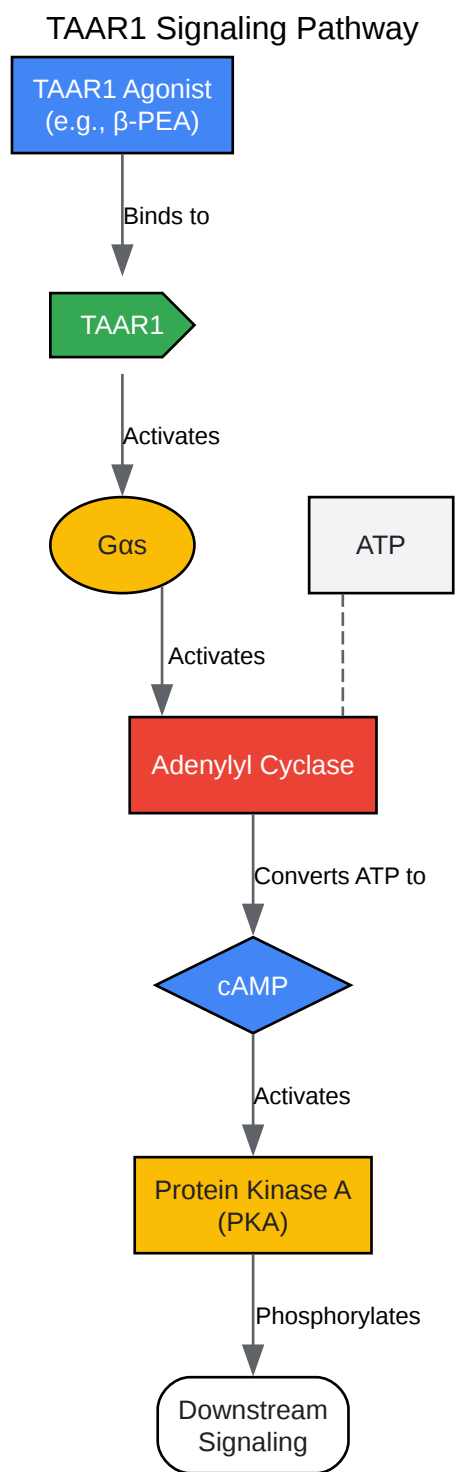 TAAR1 Signaling Pathway
TAAR1 Agonist
(e.g., β-PEA)
Binds to
TAAR1
Activates
Gαs
ATP
Activates
Adenylyl Cyclase
Converts ATP to
cAMP
Activates
Protein Kinase A
(PKA)
Phosphorylates
Downstream
Signaling